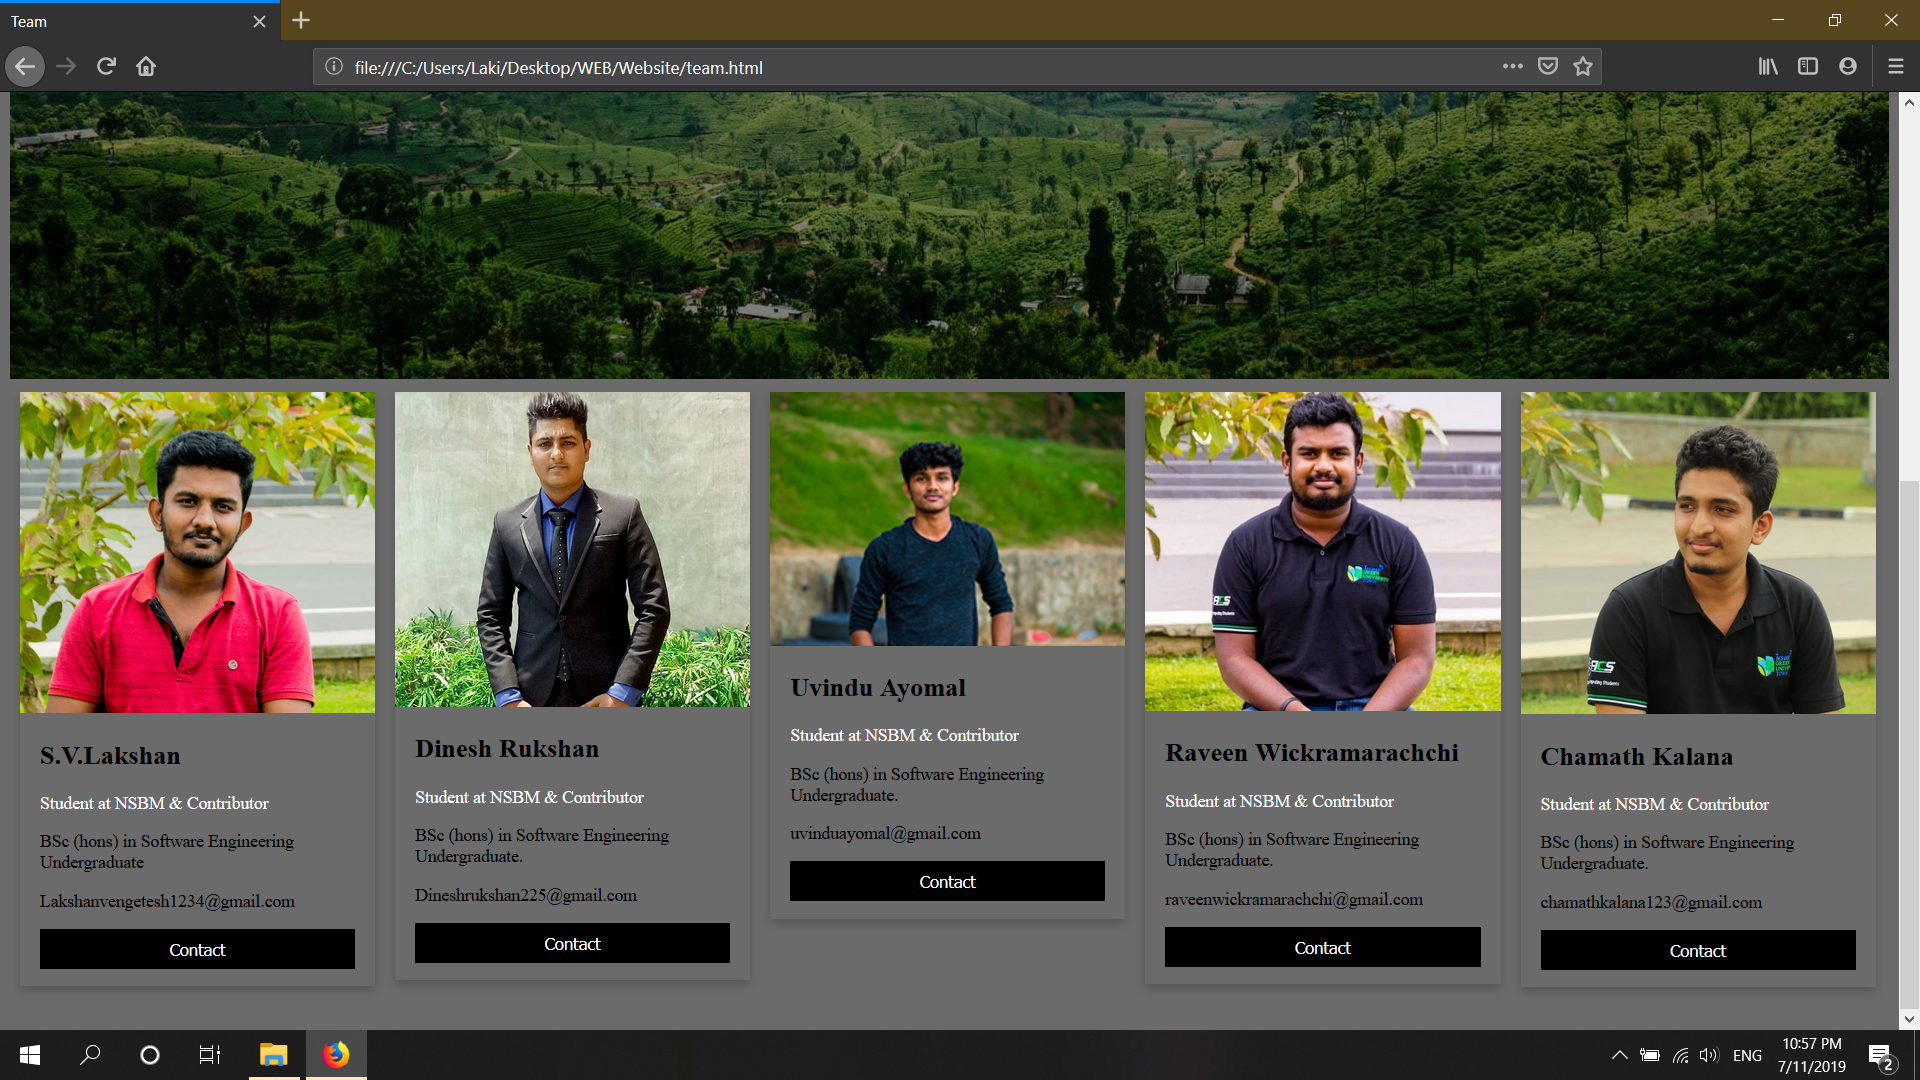 Team
file:///C:/Users/Laki/Desktop/WEB/Website/team.html
S.V.Lakshan
Student at NSBM & Contributor
BSc (hons) in Software Engineering
Undergraduate
Lakshanvengetesh1234@gmail.com
Contact
Dinesh Rukshan
Student at NSBM & Contributor
BSc (hons) in Software Engineering
Undergraduate.
Dineshrukshan225@gmail.com
Contact
Uvindu Ayomal
Student at NSBM & Contributor
BSc (hons) in Software Engineering
Undergraduate.
uvinduayomal@gmail.com
Contact
GREEN
UNIVERSITY
Raveen Wickramarachchi
Student at NSBM & Contributor
BSc (hons) in Software Engineering
Undergraduate.
raveenwickramarachchi@gmail.com
Contact
ACS
Chamath Kalana
Student at NSBM & Contributor
BSc (hons) in Software Engineering
Undergraduate.
chamathkalana123@gmail.com
Contact
ENG
10:57 PM
7/11/2019
2